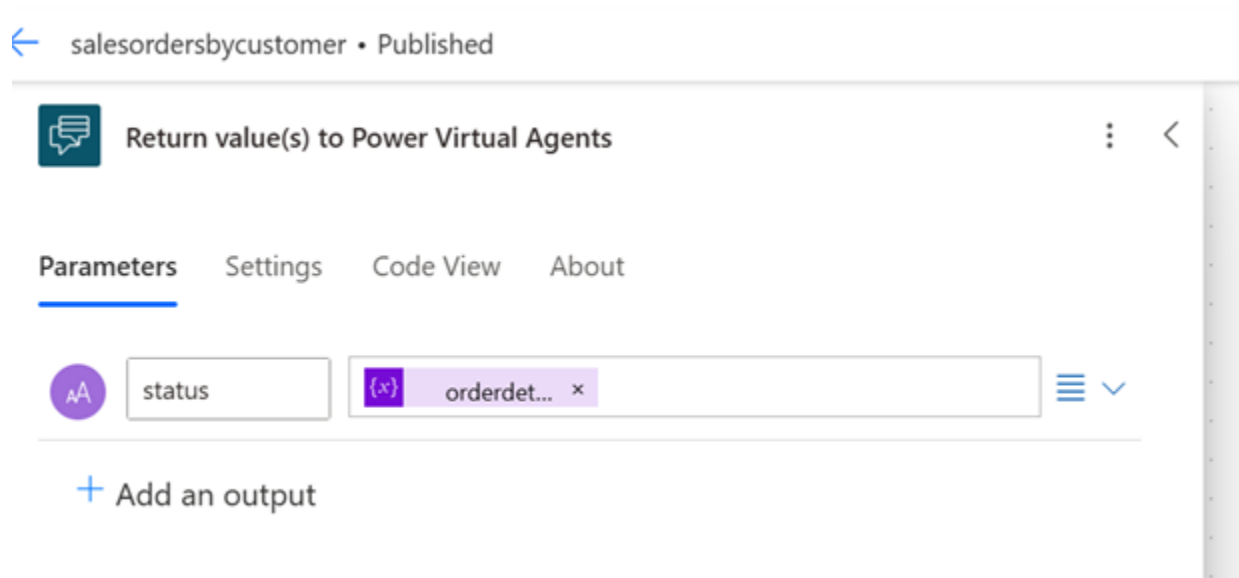 salesordersbycustomer • Published
Return value(s) to Power Virtual Agents
Parameters Settings Code View About
AA status {x} orderdet... ×
+ Add an output